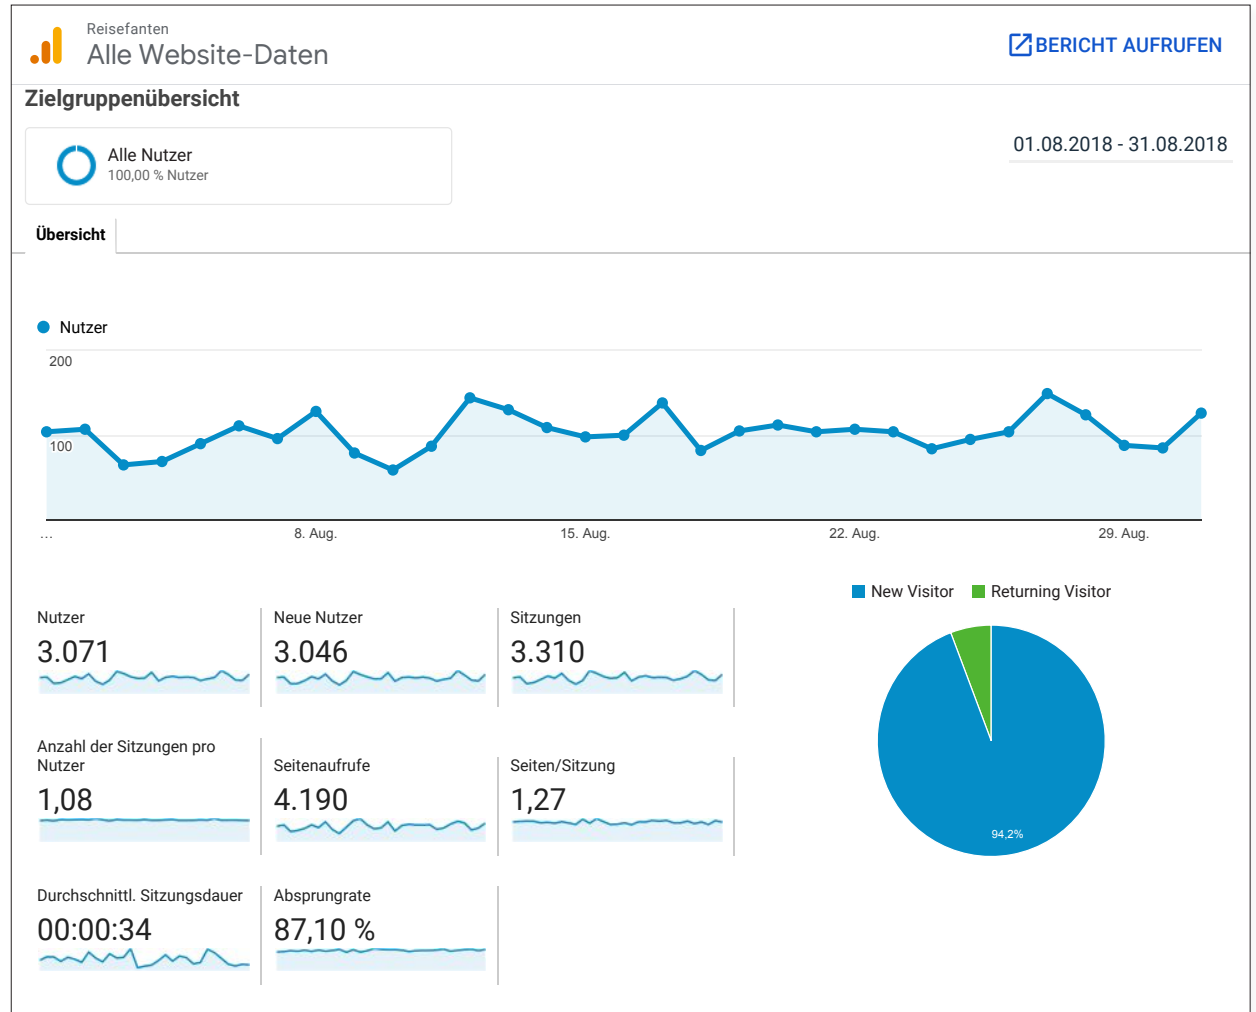 Reisefanten
Alle Website-Daten
BERICHT AUFRUFEN
Zielgruppenübersicht
Alle Nutzer
100,00 % Nutzer
01.08.2018 - 31.08.2018
Übersicht
Nutzer
200
100
…
8. Aug.
15. Aug.
22. Aug.
29. Aug.
Nutzer
3.071
Neue Nutzer
3.046
Sitzungen
3.310
Anzahl der Sitzungen pro
Nutzer
1,08
Seitenaufrufe
4.190
Seiten/Sitzung
1,27
Durchschnittl. Sitzungsdauer
00:00:34
Absprungrate
87,10 %
New Visitor
Returning Visitor
94,2%